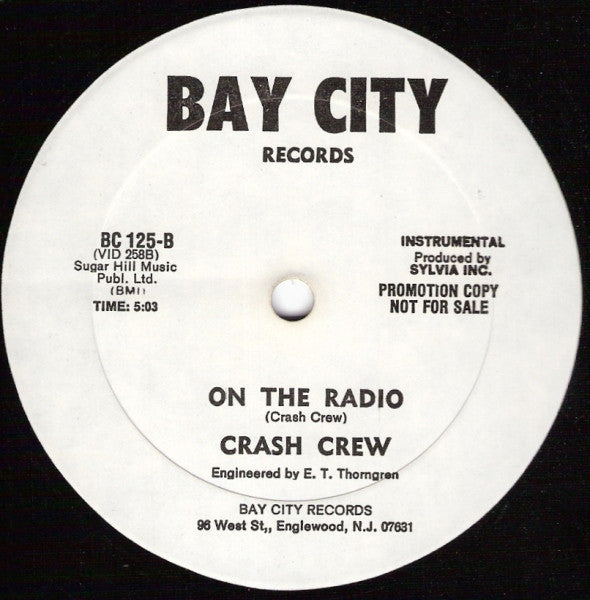 BAY CITY
RECORDS
BC 125-B
(VID 258B)
Sugar Hill Music
Publ. Ltd.
(BMI)
TIME: 5:03
INSTRUMENTAL
Produced by
SYLVIA INC.
PROMOTION COPY
NOT FOR SALE
ON THE RADIO
(Crash Crew)
CRASH CREW
Engineered by E. T. Thorngren
BAY CITY RECORDS
96 West St,, Englewood, N.J. 07631